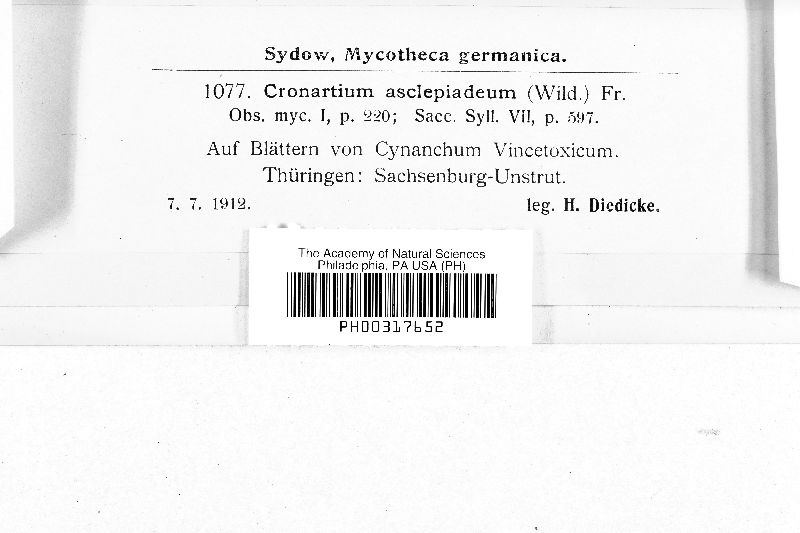 Sydow, Mycotheca germanica.
1077. Cronartium asclepiadeum (Wild.) Fr.
Obs. myc. I, p. 220; Sacc. Syll. VII, p. 597.
Auf Blättern von Cynanchum Vincetoxicum.
Thüringen: Sachsenburg-Unstrut.
7. 7. 1912. leg. H. Diedicke.
The Academy of Natural Sciences
Philadelphia, PA USA (PH)
PH00317652